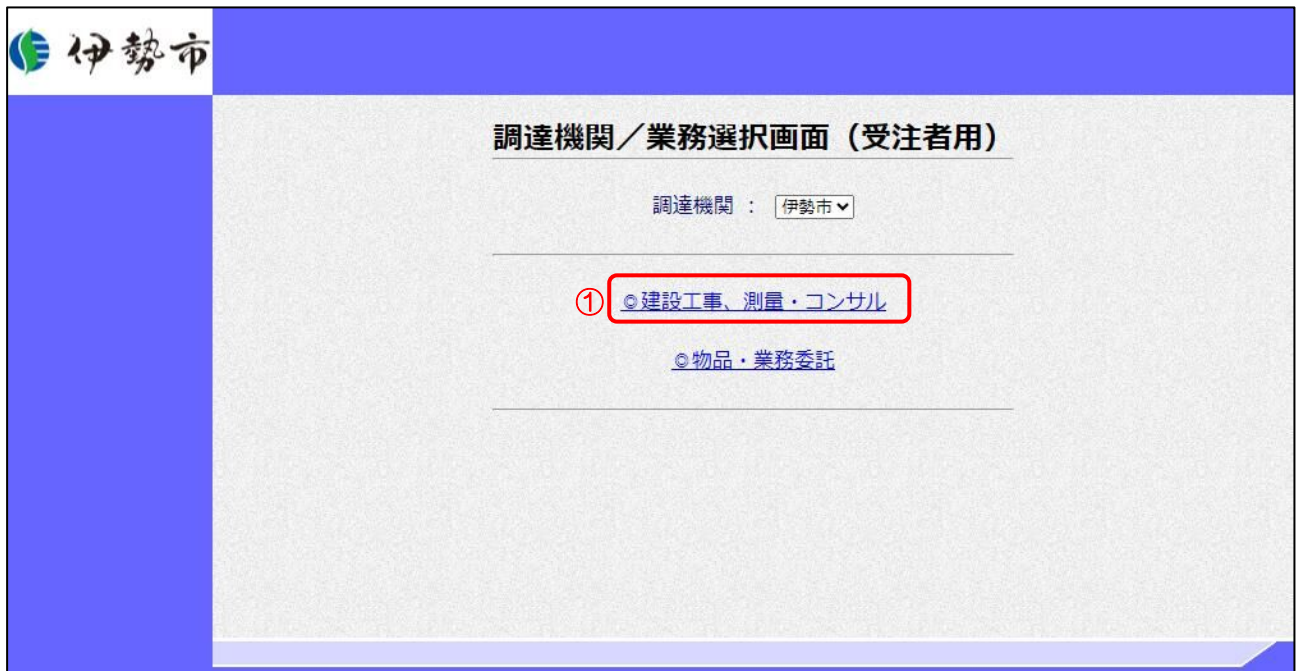 伊勢市
調達機関／業務選択画面（受注者用）
調達機関 ： 伊勢市
① ◎建設工事、測量・コンサル
◎物品・業務委託